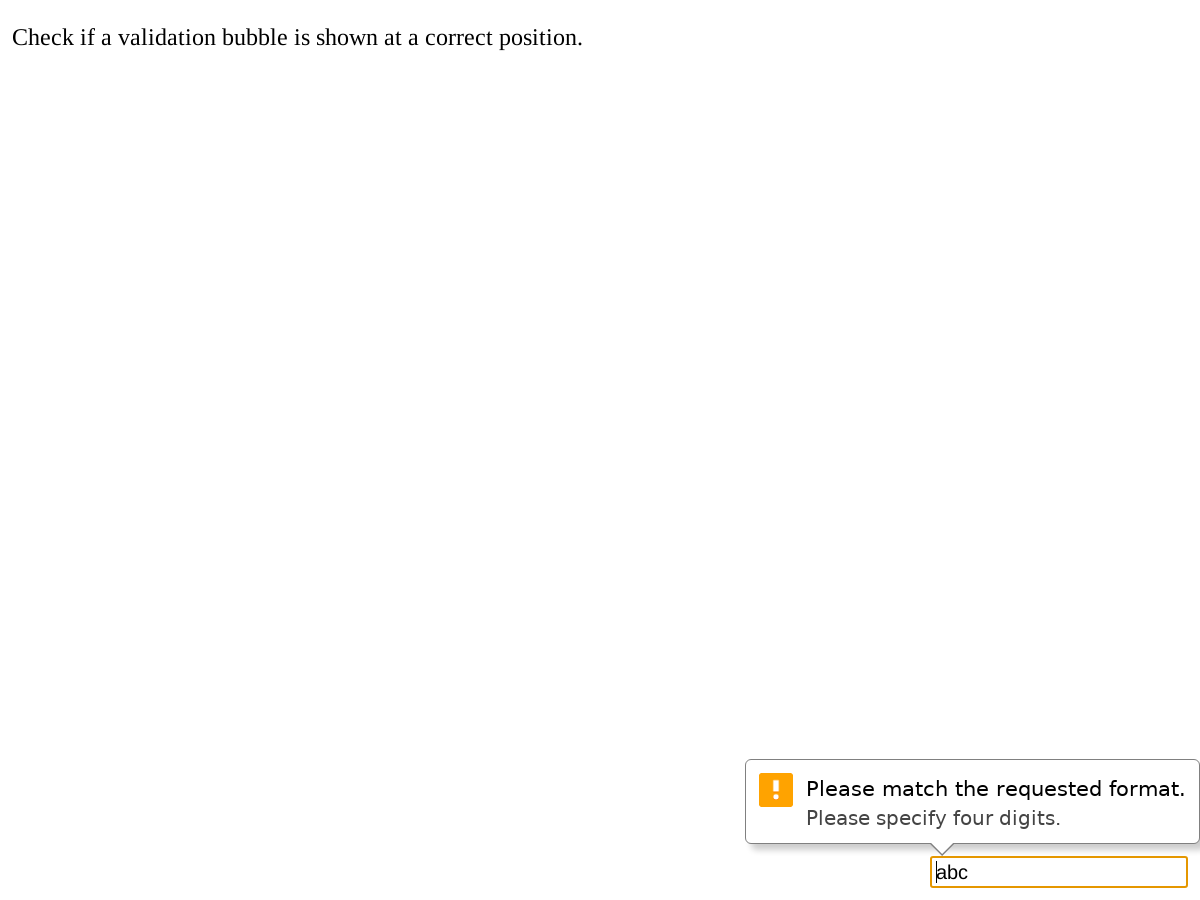 Check if a validation bubble is shown at a correct position.
Please match the requested format.
Please specify four digits.
abc